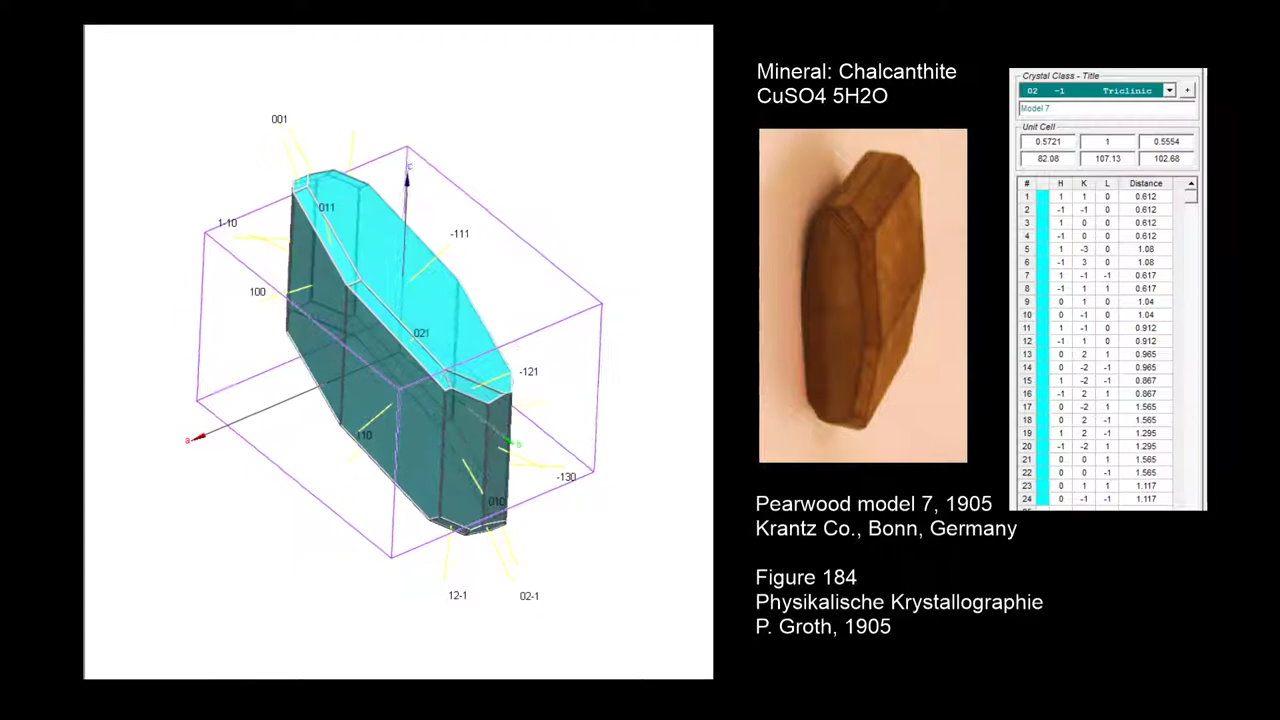 001
011
1-10
-111
100
021
-121
110
-130
010
12-1
02-1
a
b
c
Mineral: Chalcanthite
CuSO4 5H2O
Pearwood model 7, 1905
Krantz Co., Bonn, Germany
Figure 184
Physikalische Krystallographie
P. Groth, 1905
Crystal Class - Title
02 -1 Triclinic
+
Model 7
Unit Cell
0.5721 1 0.5554
82.08 107.13 102.68
# H K L Distance
1 1 1 0 0.612
2 -1 -1 0 0.612
3 1 0 0 0.612
4 -1 0 0 0.612
5 1 -3 0 1.08
6 -1 3 0 1.08
7 1 -1 -1 0.617
8 -1 1 1 0.617
9 0 1 0 1.04
10 0 -1 0 1.04
11 1 -1 0 0.912
12 -1 1 0 0.912
13 0 2 1 0.965
14 0 -2 -1 0.965
15 1 -2 -1 0.867
16 -1 2 1 0.867
17 0 -2 1 1.565
18 0 2 -1 1.565
19 1 2 -1 1.295
20 -1 -2 1 1.295
21 0 0 1 1.565
22 0 0 -1 1.565
23 0 1 1 1.117
24 0 -1 -1 1.117